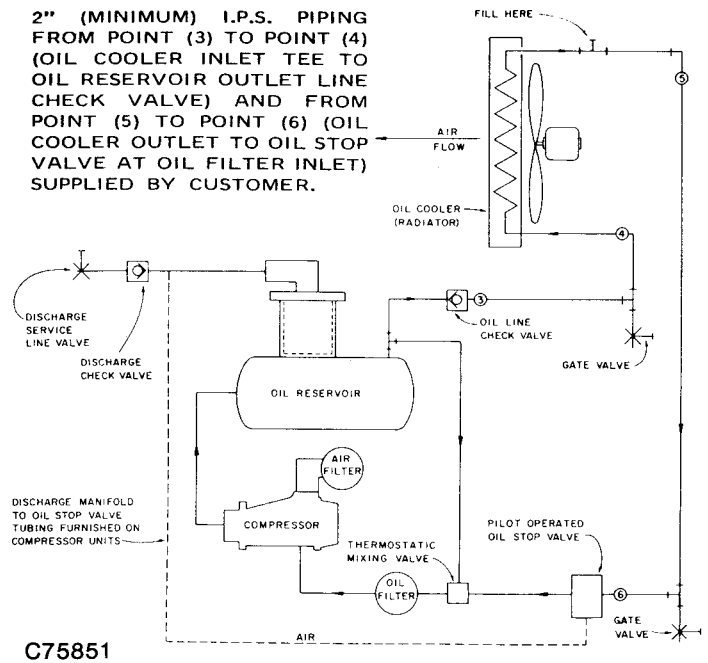 2" (MINIMUM) I.P.S. PIPING
FROM POINT (3) TO POINT (4)
(OIL COOLER INLET TEE TO
OIL RESERVOIR OUTLET LINE
CHECK VALVE) AND FROM
POINT (5) TO POINT (6) (OIL
COOLER OUTLET TO OIL STOP
VALVE AT OIL FILTER INLET)
SUPPLIED BY CUSTOMER.
FILL HERE
5
AIR
FLOW
OIL COOLER
(RADIATOR)
4
3
DISCHARGE
SERVICE
LINE VALVE
DISCHARGE
CHECK VALVE
OIL LINE
CHECK VALVE
GATE VALVE
OIL RESERVOIR
AIR
FILTER
COMPRESSOR
DISCHARGE MANIFOLD
TO OIL STOP VALVE
TUBING FURNISHED ON
COMPRESSOR UNITS
THERMOSTATIC
MIXING VALVE
PILOT OPERATED
OIL STOP VALVE
OIL
FILTER
6
GATE
VALVE
AIR
C75851